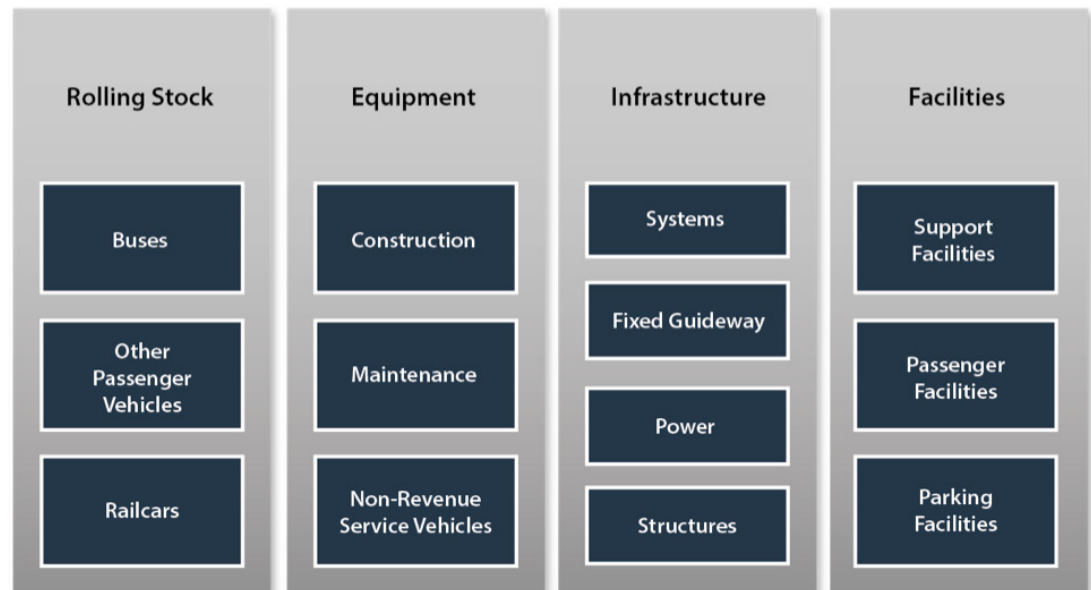 Rolling Stock
Buses
Other
Passenger
Vehicles
Railcars
Equipment
Construction
Maintenance
Non-Revenue
Service Vehicles
Infrastructure
Systems
Fixed Guideway
Power
Structures
Facilities
Support
Facilities
Passenger
Facilities
Parking
Facilities